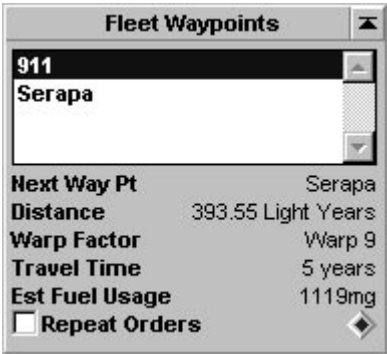 Fleet Waypoints
911
Serapa
Next Way Pt Serapa
Distance 393.55 Light Years
Warp Factor Warp 9
Travel Time 5 years
Est Fuel Usage 1119mg
Repeat Orders